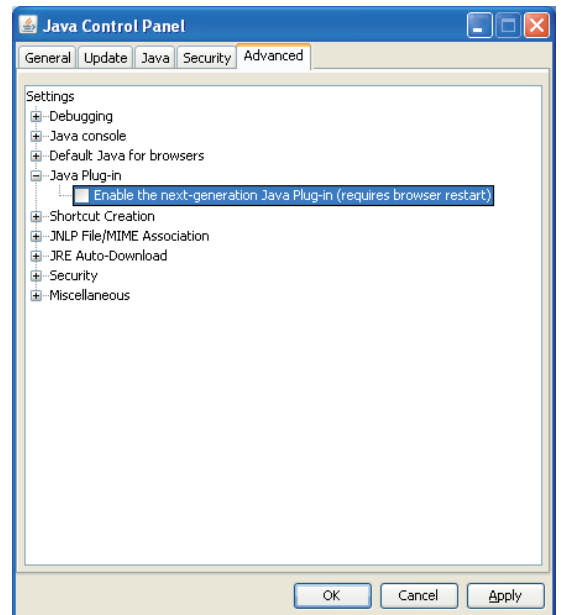 Java Control Panel
General Update Java Security Advanced
Settings
Debugging
Java console
Default Java for browsers
Java Plug-in
Enable the next-generation Java Plug-in (requires browser restart)
Shortcut Creation
JNLP File/MIME Association
JRE Auto-Download
Security
Miscellaneous
OK Cancel Apply